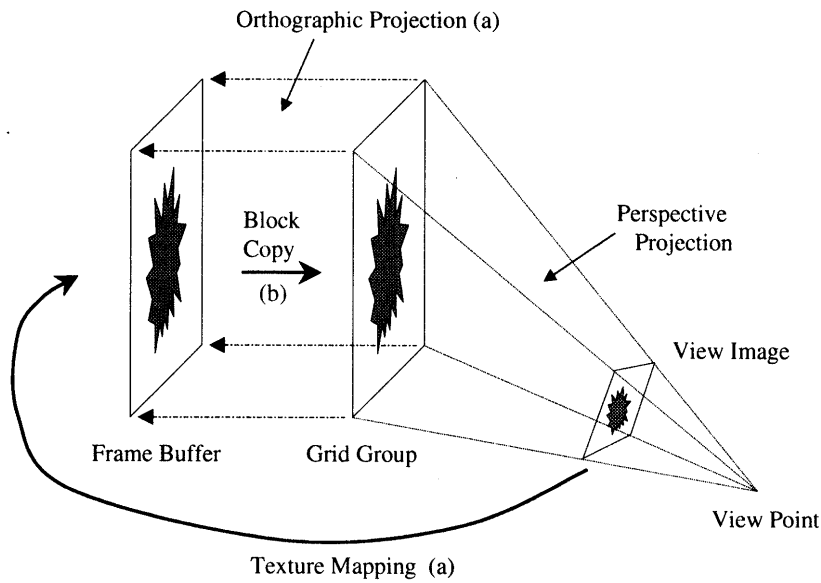 Orthographic Projection (a)
Block
Copy
(b)
Perspective
Projection
View Image
Frame Buffer
Grid Group
View Point
Texture Mapping (a)